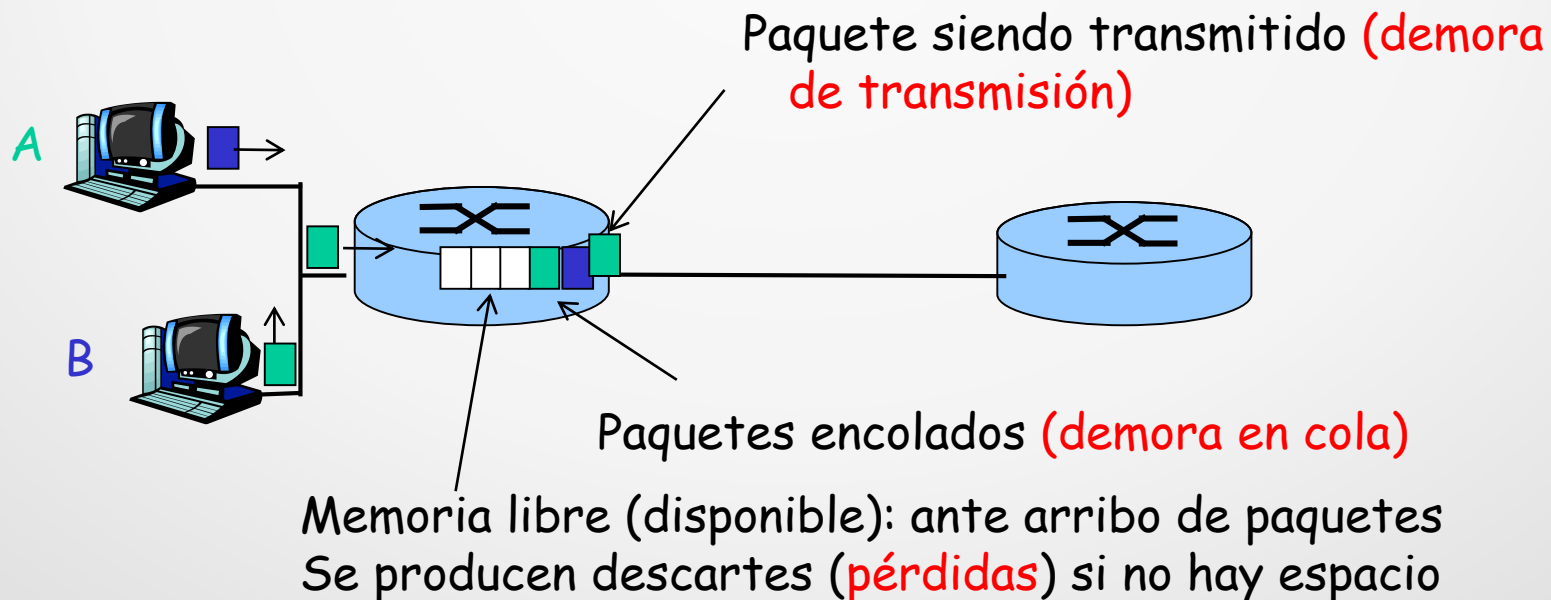 Paquete siendo transmitido (demora
de transmisión)
A
B
Paquetes encolados (demora en cola)
Memoria libre (disponible): ante arribo de paquetes
Se producen descartes (pérdidas) si no hay espacio